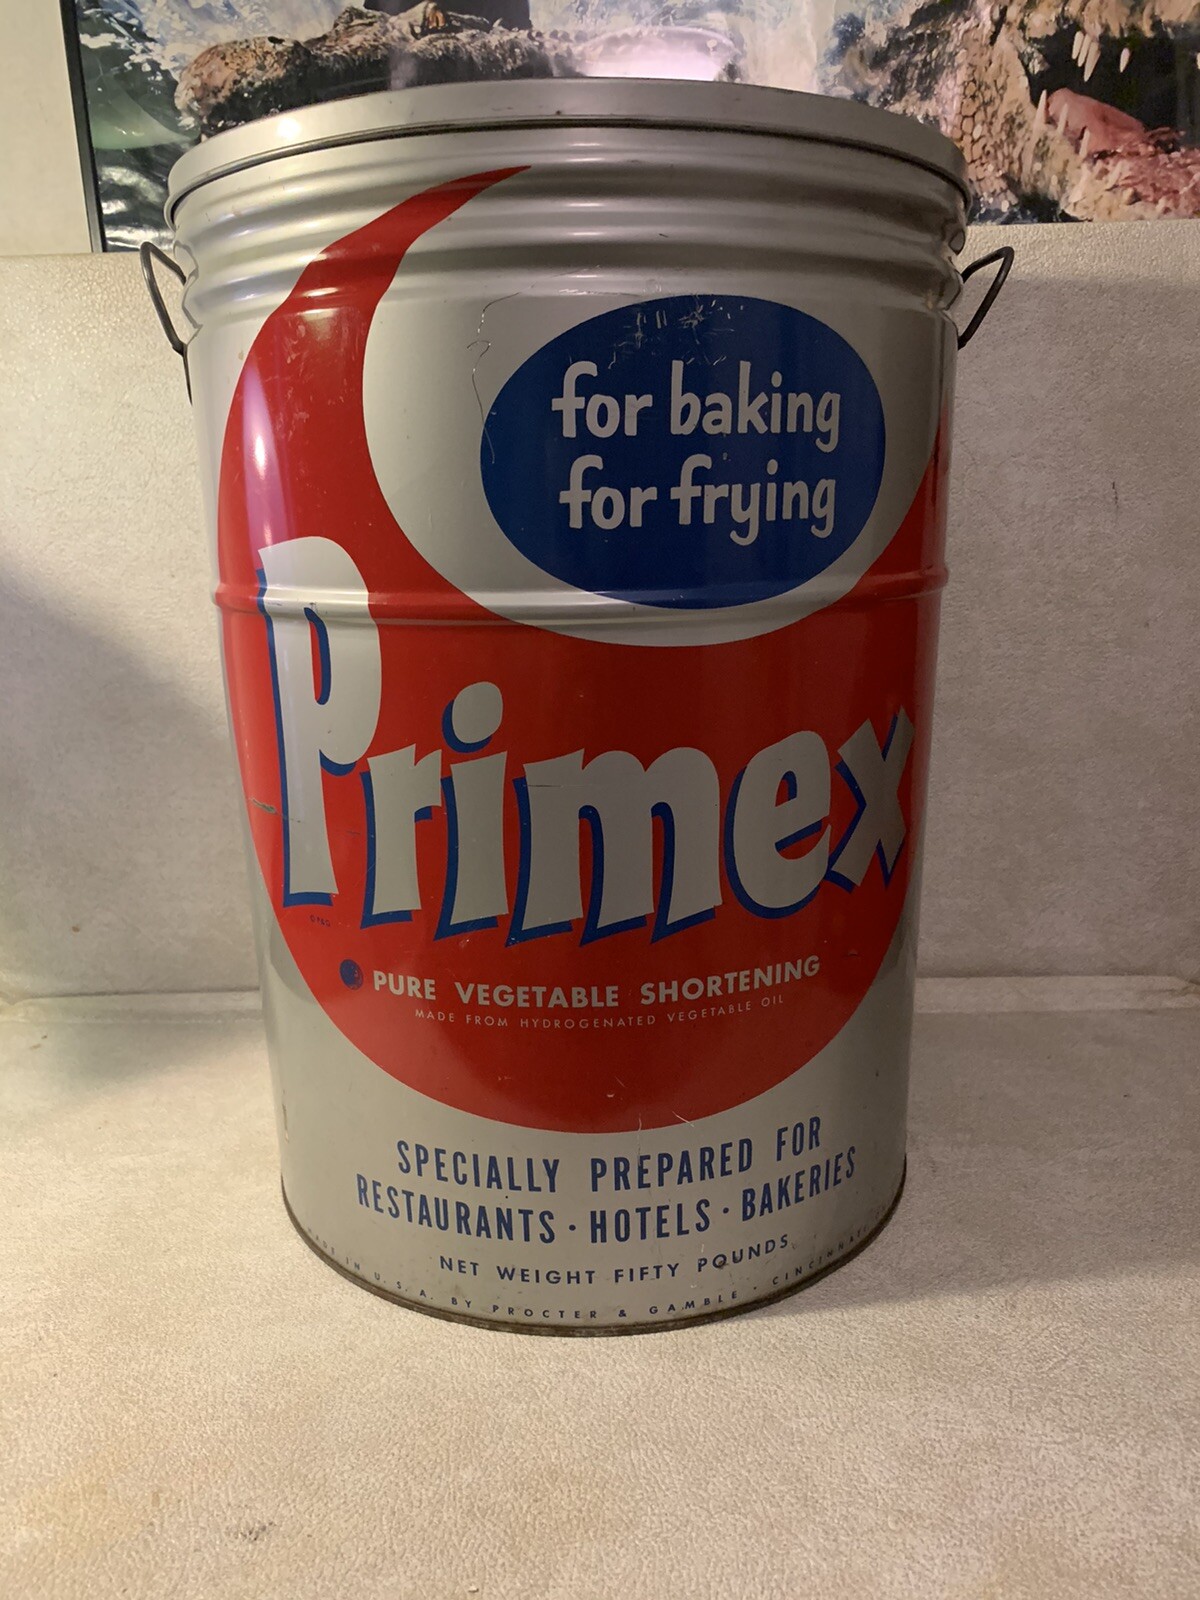 for baking
for frying
Primex
PURE VEGETABLE SHORTENING
MADE FROM HYDROGENATED VEGETABLE OIL
SPECIALLY PREPARED FOR
RESTAURANTS · HOTELS · BAKERIES
NET WEIGHT FIFTY POUNDS
MADE IN U. S. A. BY PROCTER & GAMBLE · CINCINNATI